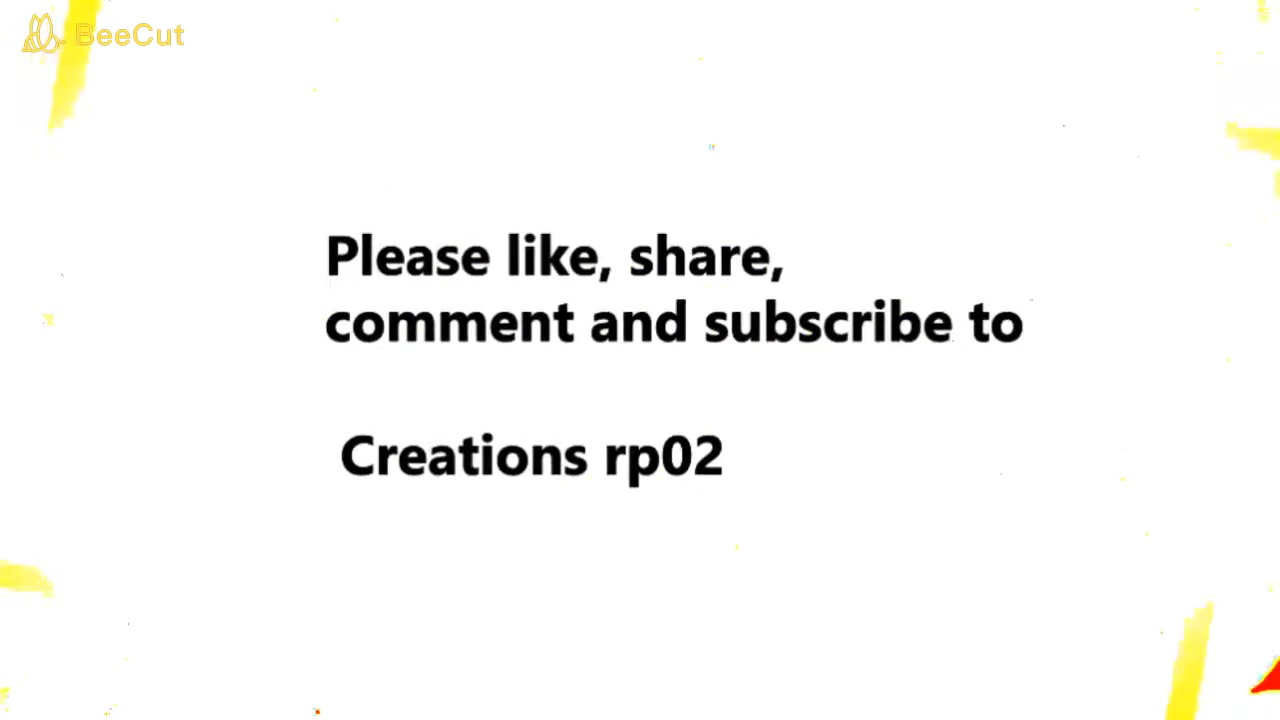 BeeCut
Please like, share,
comment and subscribe to
Creations rp02